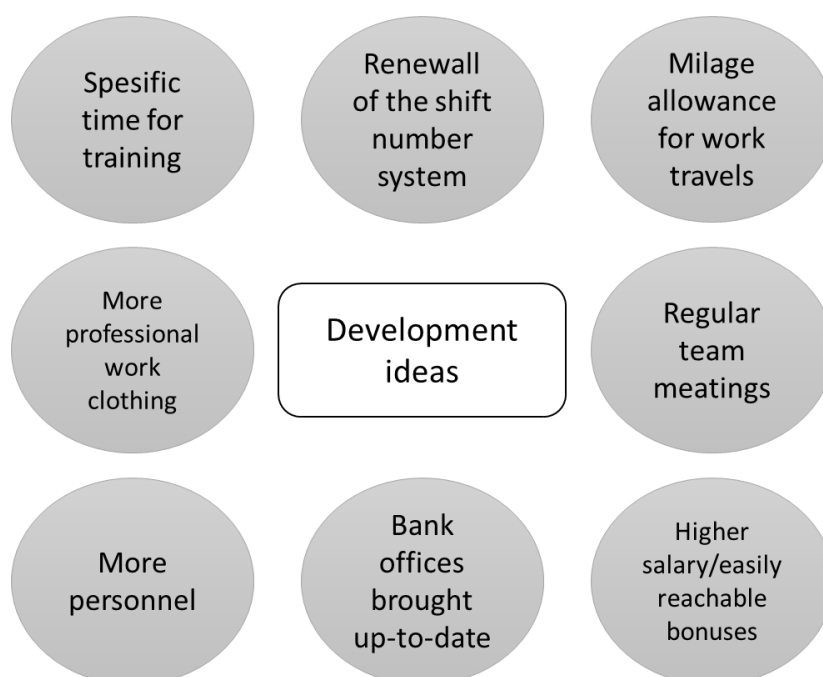 Spesific
time for
training
Renewall
of the shift
number
system
Milage
allowance
for work
travels
More
professional
work
clothing
Development
ideas
Regular
team
meatings
More
personnel
Bank
offices
brought
up-to-date
Higher
salary/easily
reachable
bonuses